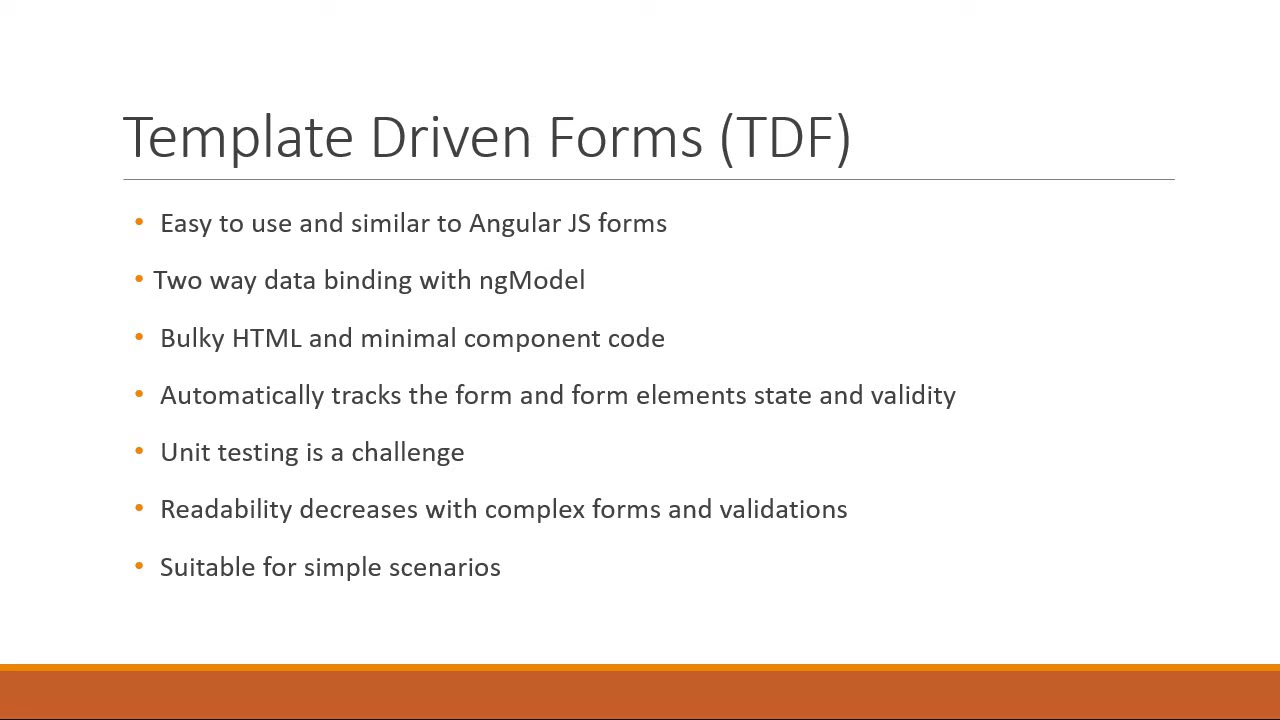 Template Driven Forms (TDF)
• Easy to use and similar to Angular JS forms
• Two way data binding with ngModel
• Bulky HTML and minimal component code
• Automatically tracks the form and form elements state and validity
• Unit testing is a challenge
• Readability decreases with complex forms and validations
• Suitable for simple scenarios